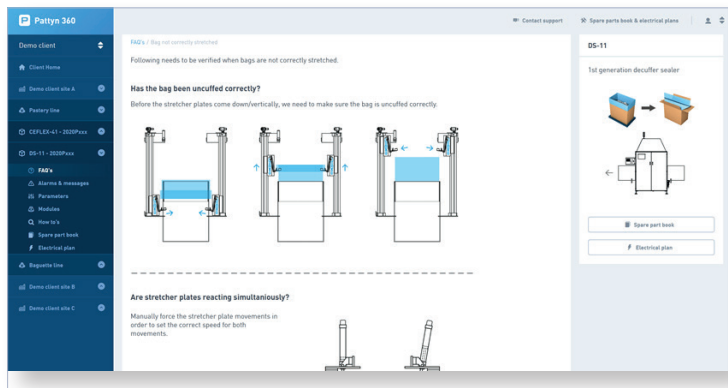 Pattyn 360
Contact support
Spare parts book & electrical plans
Demo client
Client Home
Demo client site A
Pastery line
CEFLEX-41 - 2020Pxxx
DS-11 - 2020Pxxx
FAQ's
Alarms & messages
Parameters
Modules
How to's
Spare part book
Electrical plan
Baguette line
Demo client site B
Demo client site C
FAQ's / Bag not correctly stretched
Following needs to be verified when bags are not correctly stretched.
Has the bag been uncuffed correctly?
Before the stretcher plates come down/vertically, we need to make sure the bag is uncuffed correctly.
Are stretcher plates reacting simultaniously?
Manually force the stretcher plate movements in
order to set the correct speed for both
movements.
DS-11
1st generation decuffer sealer
Spare part book
Electrical plan